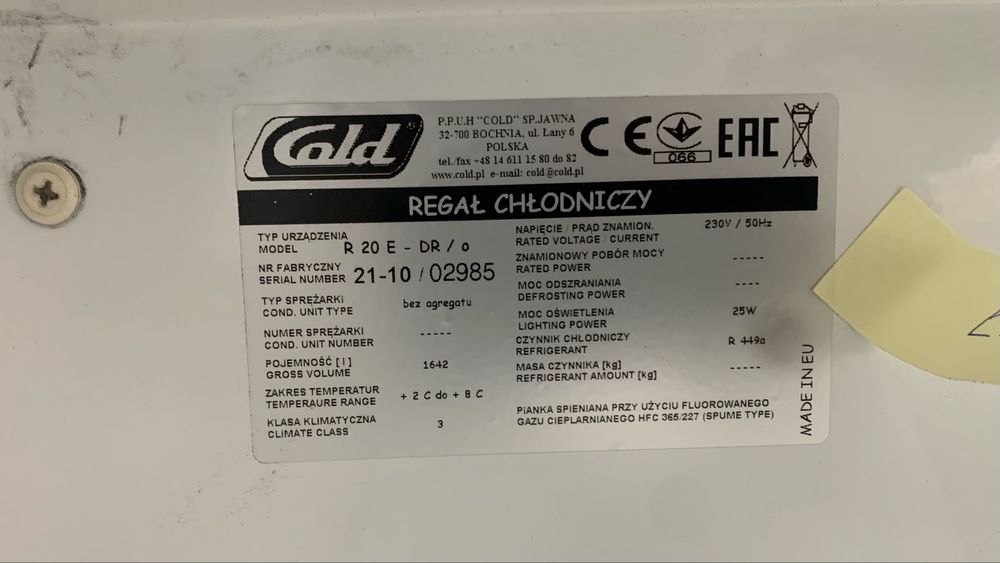 Cold®
P.P.U.H "COLD" SP.JAWNA
32-700 BOCHNIA, ul. Łany 6
POLSKA
tel./fax +48 14 611 15 80 do 82
www.cold.pl e-mail: cold@cold.pl
CE
066
EAC
REGAŁ CHŁODNICZY
TYP URZĄDZENIA
MODEL R 20 E - DR / o
NR FABRYCZNY
SERIAL NUMBER 21-10 / 02985
TYP SPRĘŻARKI
COND. UNIT TYPE bez agregatu
NUMER SPRĘŻARKI
COND. UNIT NUMBER -----
POJEMNOŚĆ [ l ]
GROSS VOLUME 1642
ZAKRES TEMPERATUR
TEMPERAURE RANGE + 2 C do + 8 C
KLASA KLIMATYCZNA
CLIMATE CLASS 3
NAPIĘCIE / PRĄD ZNAMION.
RATED VOLTAGE / CURRENT 230V / 50Hz
ZNAMIONOWY POBÓR MOCY
RATED POWER -----
MOC ODSZRANIANIA
DEFROSTING POWER ----
MOC OŚWIETLENIA
LIGHTING POWER 25W
CZYNNIK CHŁODNICZY
REFRIGERANT R 449a
MASA CZYNNIKA [kg]
REFRIGERANT AMOUNT [kg] -----
PIANKA SPIENIANA PRZY UŻYCIU FLUOROWANEGO
GAZU CIEPLARNIANEGO HFC 365/227 (SPUME TYPE)
MADE IN EU